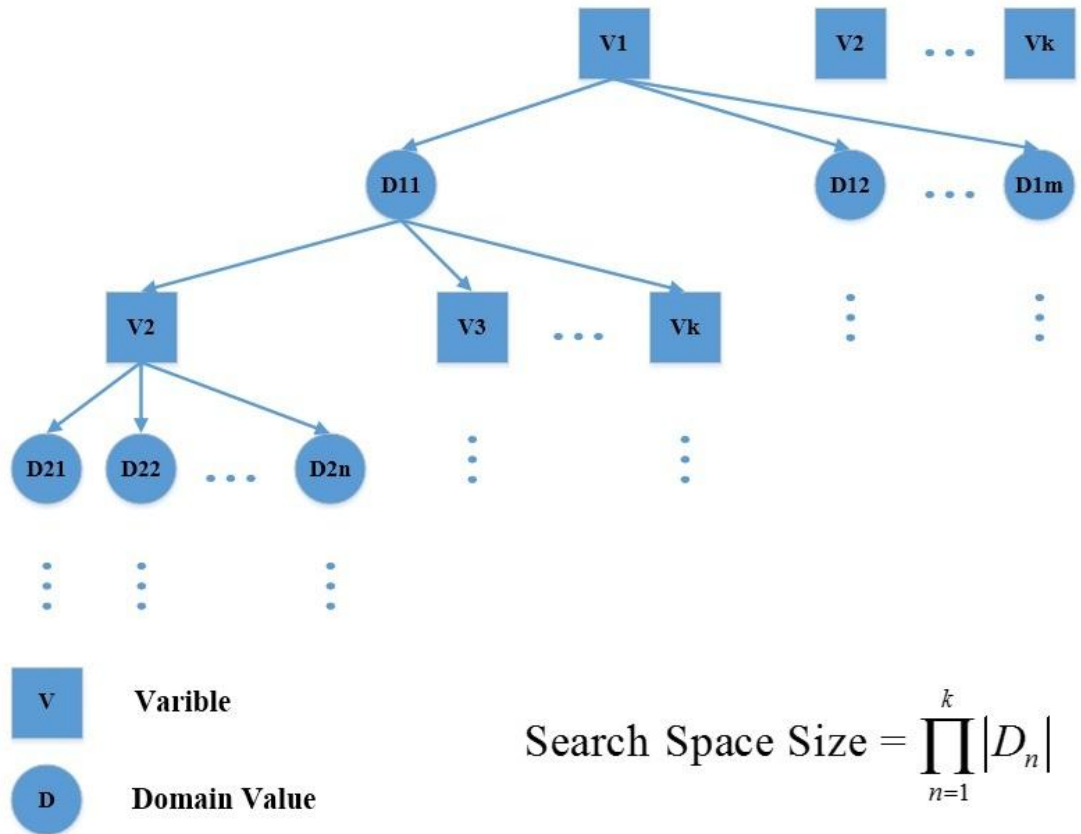 V1 V2 ... Vk
D11 D12 ... D1m
V2 V3 ... Vk
D21 D22 ... D2n
V Varible
D Domain Value
Search Space Size = ∏_{n=1}^{k} |D_n|